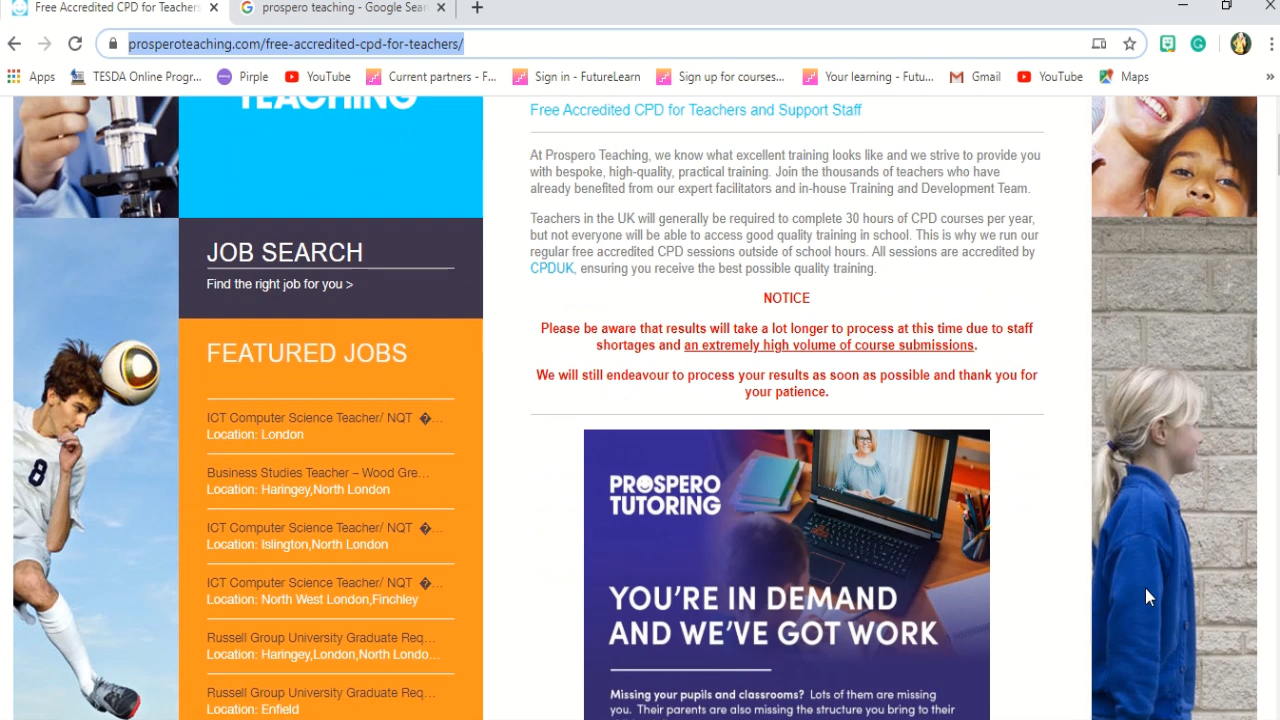 Free Accredited CPD for Teachers
prospero teaching - Google Sear
prosperoteaching.com/free-accredited-cpd-for-teachers/
Apps
TESDA Online Progr...
Pirple
YouTube
Current partners - F...
Sign in - FutureLearn
Sign up for courses...
Your learning - Futu...
Gmail
YouTube
Maps
TEACHING
JOB SEARCH
Find the right job for you >
FEATURED JOBS
ICT Computer Science Teacher/ NQT �...
Location: London
Business Studies Teacher – Wood Gre...
Location: Haringey,North London
ICT Computer Science Teacher/ NQT �...
Location: Islington,North London
ICT Computer Science Teacher/ NQT �...
Location: North West London,Finchley
Russell Group University Graduate Req...
Location: Haringey,London,North Londo...
Russell Group University Graduate Req...
Location: Enfield
Free Accredited CPD for Teachers and Support Staff
At Prospero Teaching, we know what excellent training looks like and we strive to provide you
with bespoke, high-quality, practical training. Join the thousands of teachers who have
already benefited from our expert facilitators and in-house Training and Development Team.
Teachers in the UK will generally be required to complete 30 hours of CPD courses per year,
but not everyone will be able to access good quality training in school. This is why we run our
regular free accredited CPD sessions outside of school hours. All sessions are accredited by
CPDUK, ensuring you receive the best possible quality training.
NOTICE
Please be aware that results will take a lot longer to process at this time due to staff
shortages and an extremely high volume of course submissions.
We will still endeavour to process your results as soon as possible and thank you for
your patience.
PROSPERO
TUTORING
YOU'RE IN DEMAND
AND WE'VE GOT WORK
Missing your pupils and classrooms? Lots of them are missing
you. Their parents are also missing the structure you bring to their
8